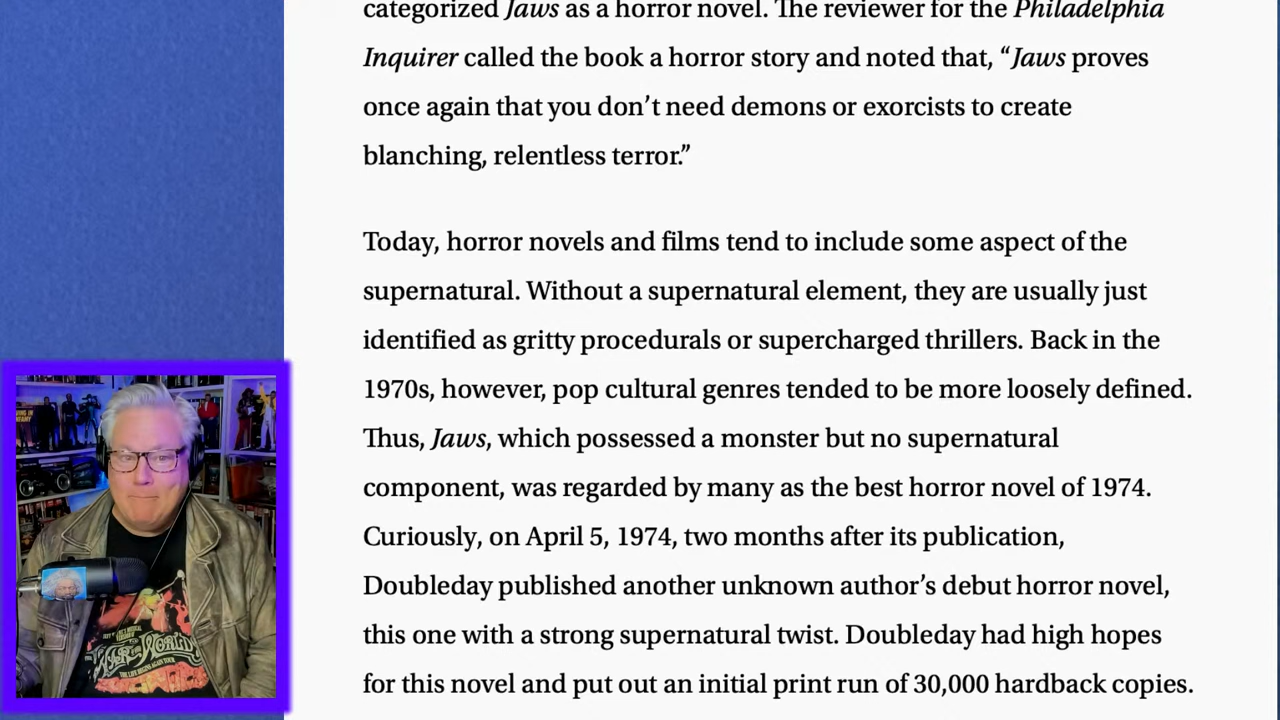 categorized Jaws as a horror novel. The reviewer for the Philadelphia
Inquirer called the book a horror story and noted that, “Jaws proves
once again that you don’t need demons or exorcists to create
blanching, relentless terror.”
Today, horror novels and films tend to include some aspect of the
supernatural. Without a supernatural element, they are usually just
identified as gritty procedurals or supercharged thrillers. Back in the
1970s, however, pop cultural genres tended to be more loosely defined.
Thus, Jaws, which possessed a monster but no supernatural
component, was regarded by many as the best horror novel of 1974.
Curiously, on April 5, 1974, two months after its publication,
Doubleday published another unknown author’s debut horror novel,
this one with a strong supernatural twist. Doubleday had high hopes
for this novel and put out an initial print run of 30,000 hardback copies.